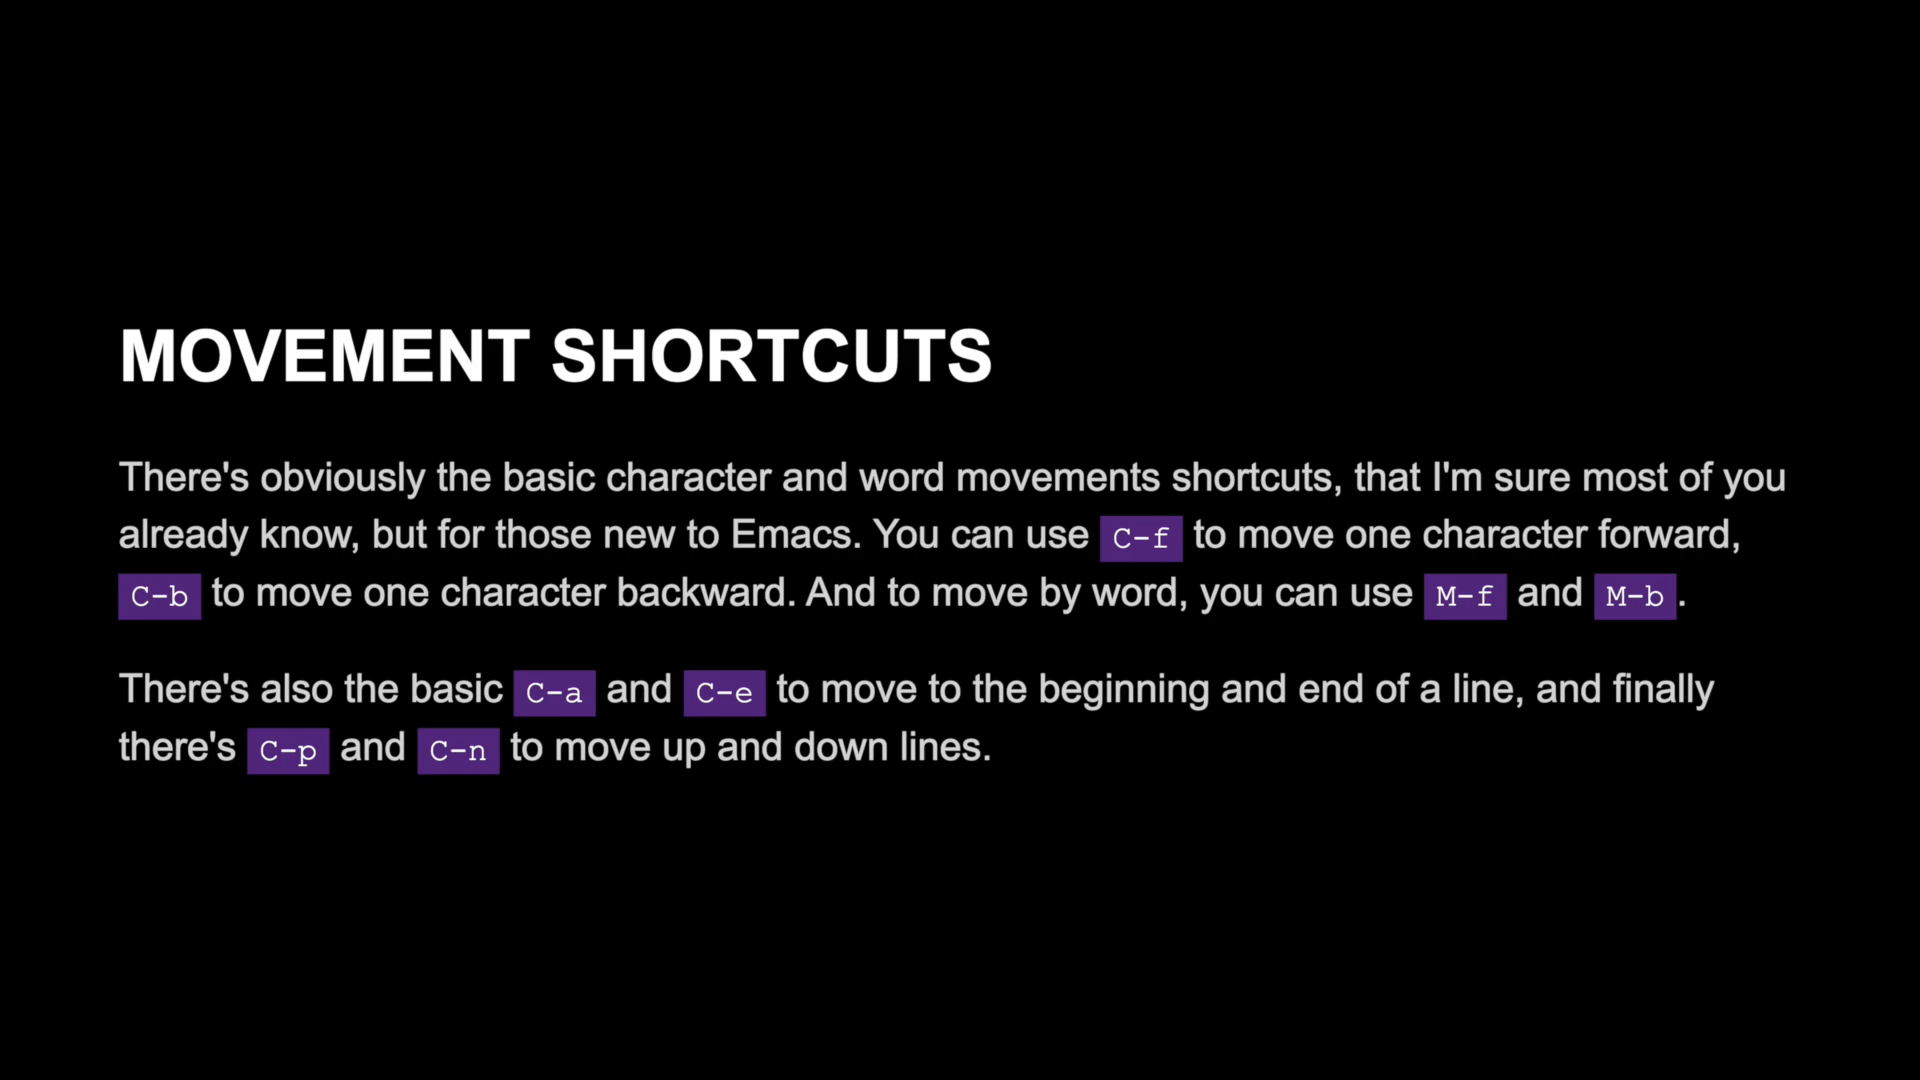 MOVEMENT SHORTCUTS
There's obviously the basic character and word movements shortcuts, that I'm sure most of you
already know, but for those new to Emacs. You can use C-f to move one character forward,
C-b to move one character backward. And to move by word, you can use M-f and M-b.
There's also the basic C-a and C-e to move to the beginning and end of a line, and finally
there's C-p and C-n to move up and down lines.